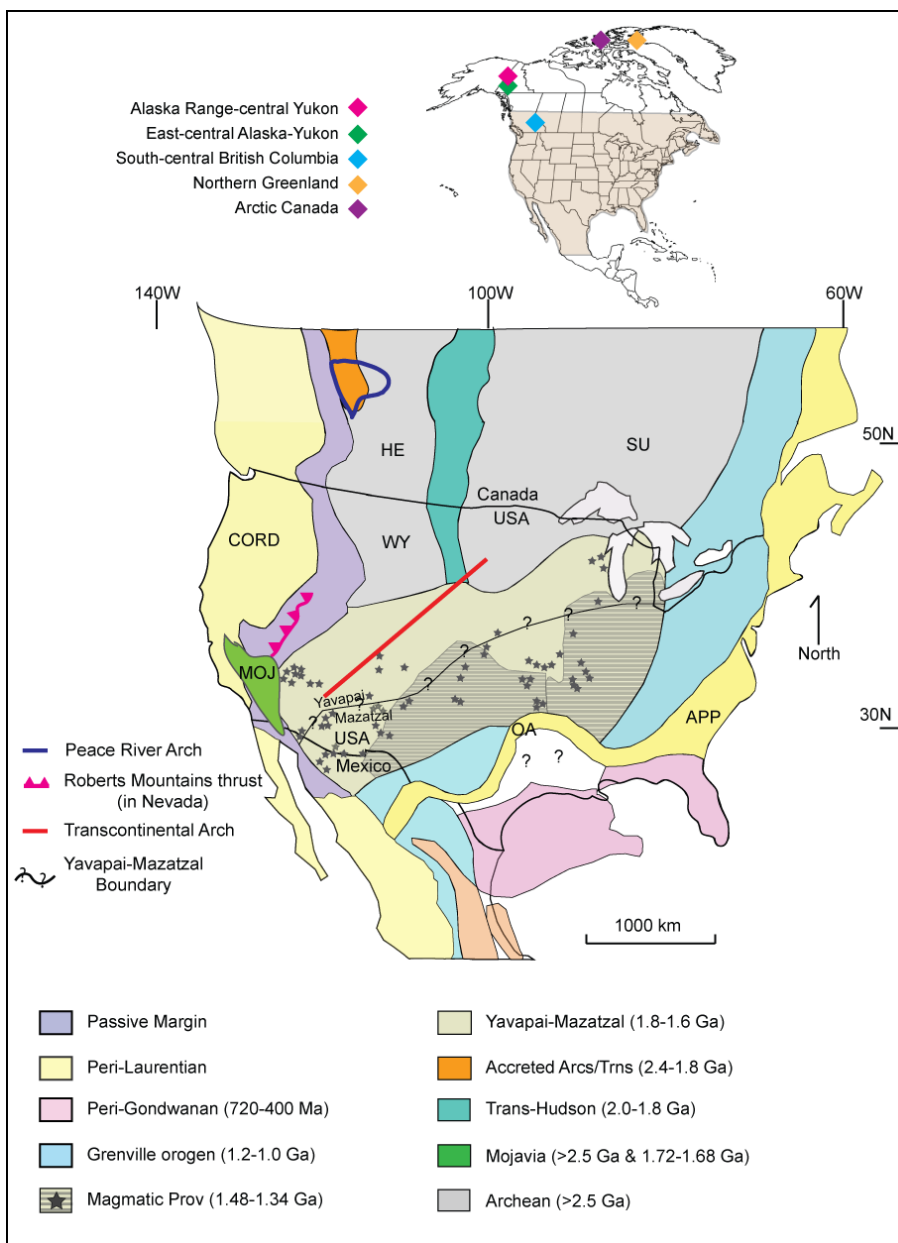 Alaska Range-central Yukon
East-central Alaska-Yukon
South-central British Columbia
Northern Greenland
Arctic Canada
140W
100W
60W
50N
HE
SU
Canada
USA
CORD
WY
North
MOJ
Yavapai
?
?
?
?
?
?
Mazatzal
USA
Mexico
OA
? ?
APP
30N
Peace River Arch
Roberts Mountains thrust
(in Nevada)
Transcontinental Arch
??
Yavapai-Mazatzal
Boundary
1000 km
Passive Margin
Peri-Laurentian
Peri-Gondwanan (720-400 Ma)
Grenville orogen (1.2-1.0 Ga)
Magmatic Prov (1.48-1.34 Ga)
Yavapai-Mazatzal (1.8-1.6 Ga)
Accreted Arcs/Trns (2.4-1.8 Ga)
Trans-Hudson (2.0-1.8 Ga)
Mojavia (>2.5 Ga & 1.72-1.68 Ga)
Archean (>2.5 Ga)